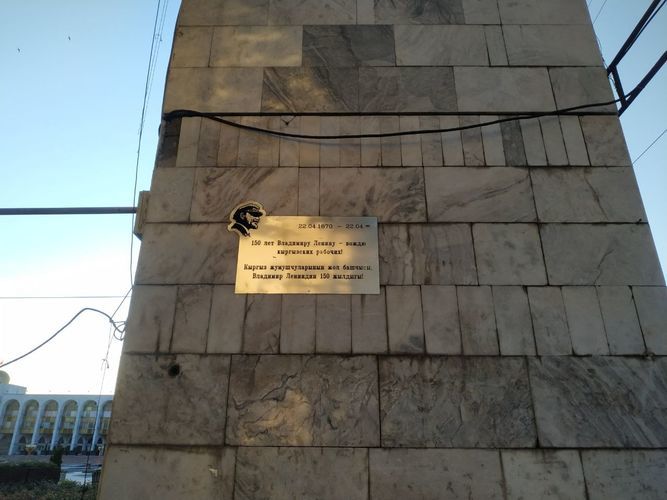 22.04.1870 – 22.04.∞
150 лет Владимиру Ленину – вождю
кыргызских рабочих!
Кыргыз жумушчуларынын жол башчысы,
Владимир Лениндин 150 жылдыгы!